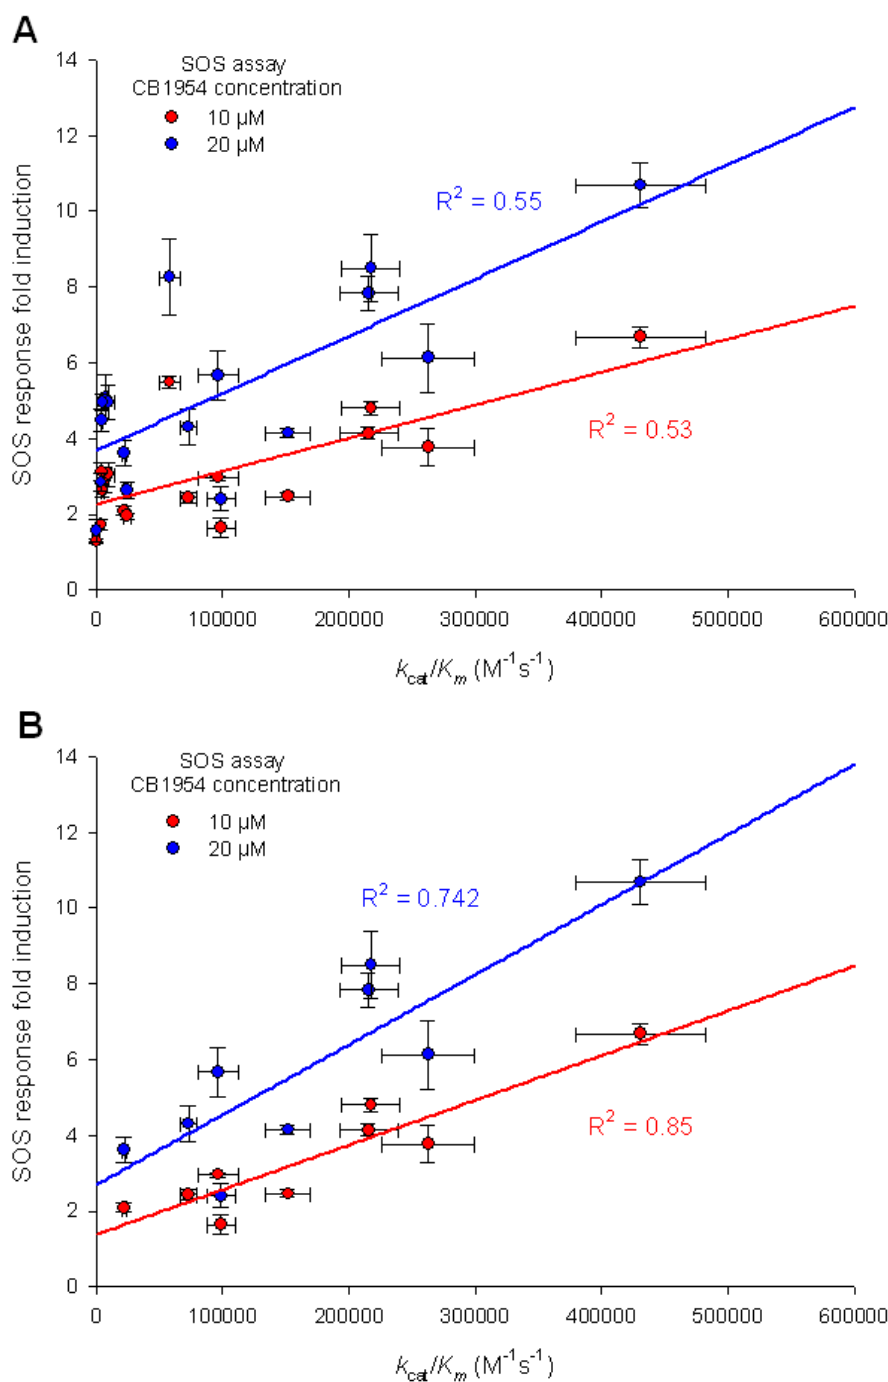 A
SOS assay
CB1954 concentration
10 µM
20 µM
14
12
10
8
6
4
2
0
SOS response fold induction
R² = 0.55
R² = 0.53
0 100000 200000 300000 400000 500000 600000
kcat/Km (M⁻¹s⁻¹)
B
SOS assay
CB1954 concentration
10 µM
20 µM
14
12
10
8
6
4
2
0
SOS response fold induction
R² = 0.742
R² = 0.85
0 100000 200000 300000 400000 500000 600000
kcat/Km (M⁻¹s⁻¹)